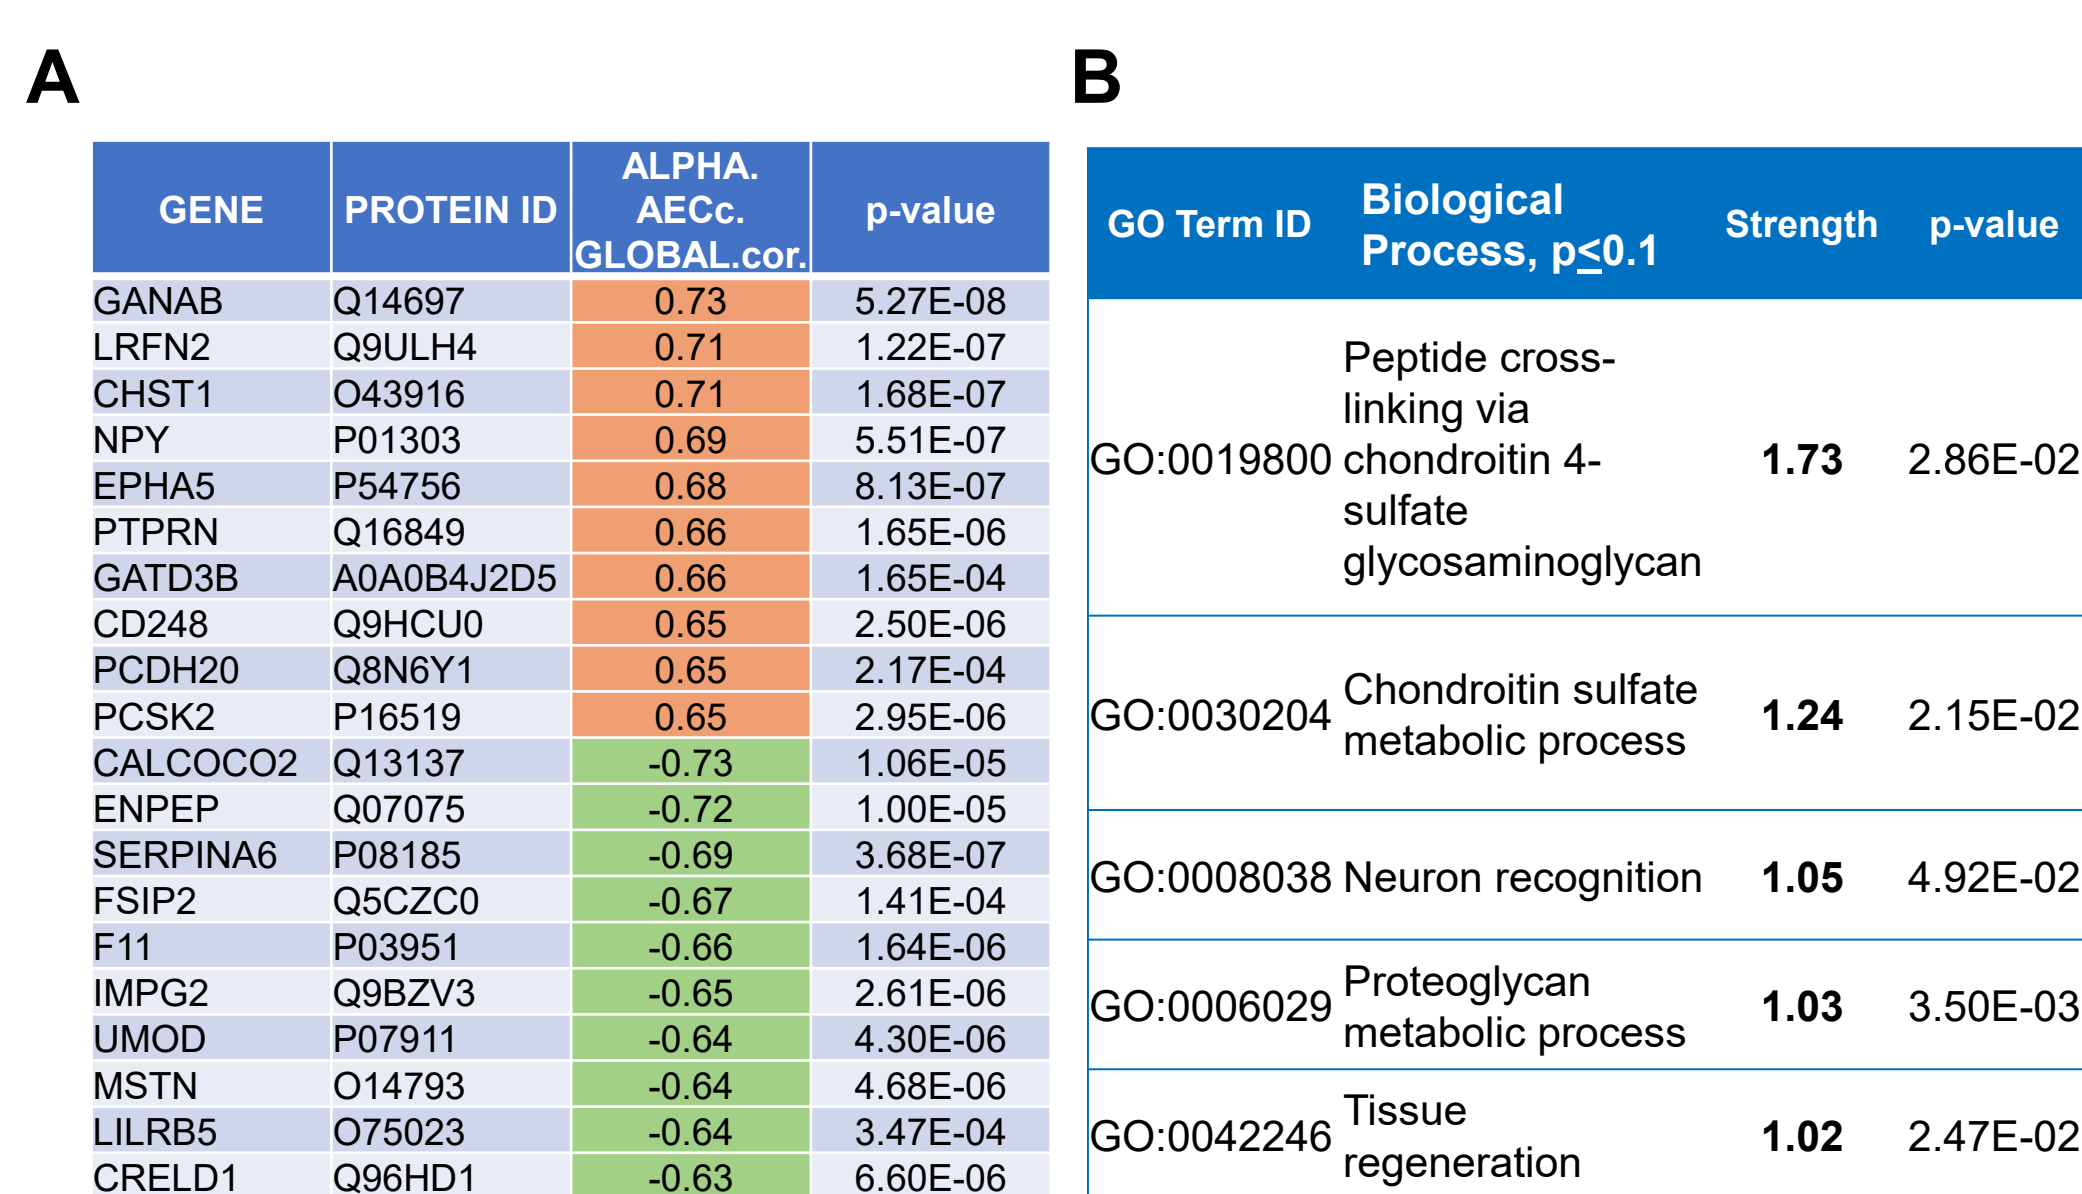 A
GENE PROTEIN ID ALPHA. AECc. GLOBAL.cor. p-value
GANAB Q14697 0.73 5.27E-08
LRFN2 Q9ULH4 0.71 1.22E-07
CHST1 O43916 0.71 1.68E-07
NPY P01303 0.69 5.51E-07
EPHA5 P54756 0.68 8.13E-07
PTPRN Q16849 0.66 1.65E-06
GATD3B A0A0B4J2D5 0.66 1.65E-04
CD248 Q9HCU0 0.65 2.50E-06
PCDH20 Q8N6Y1 0.65 2.17E-04
PCSK2 P16519 0.65 2.95E-06
CALCOCO2 Q13137 -0.73 1.06E-05
ENPEP Q07075 -0.72 1.00E-05
SERPINA6 P08185 -0.69 3.68E-07
FSIP2 Q5CZC0 -0.67 1.41E-04
F11 P03951 -0.66 1.64E-06
IMPG2 Q9BZV3 -0.65 2.61E-06
UMOD P07911 -0.64 4.30E-06
MSTN O14793 -0.64 4.68E-06
LILRB5 O75023 -0.64 3.47E-04
CRELD1 Q96HD1 -0.63 6.60E-06
B
GO Term ID Biological Process, p≤0.1 Strength p-value
GO:0019800 Peptide cross-
linking via
chondroitin 4-
sulfate
glycosaminoglycan 1.73 2.86E-02
GO:0030204 Chondroitin sulfate
metabolic process 1.24 2.15E-02
GO:0008038 Neuron recognition 1.05 4.92E-02
GO:0006029 Proteoglycan
metabolic process 1.03 3.50E-03
GO:0042246 Tissue
regeneration 1.02 2.47E-02